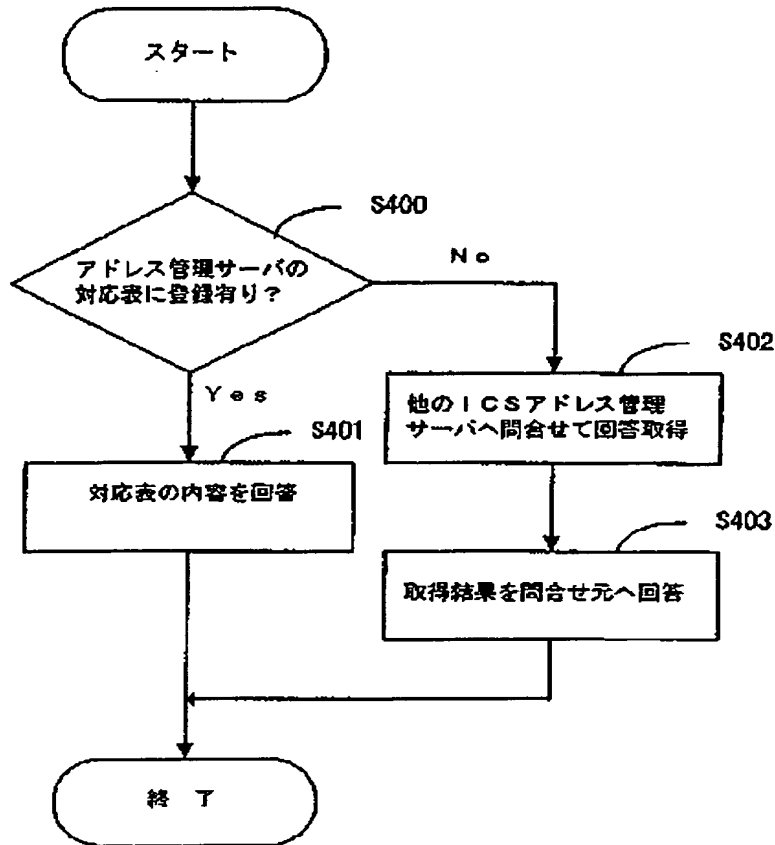 スタート
S400
アドレス管理サーバの
対応表に登録有り？
No
Yes
S402
他のICSアドレス管理
サーバへ問合せて回答取得
S401
対応表の内容を回答
S403
取得結果を問合せ元へ回答
終 了